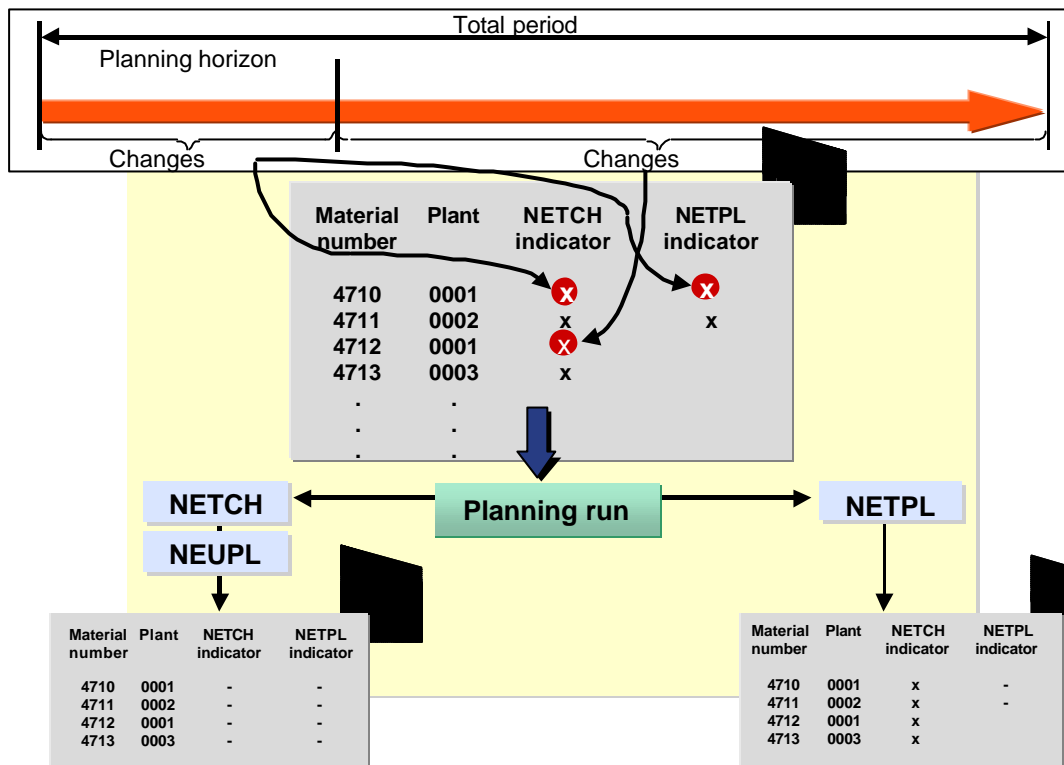 Total period
Planning horizon
Changes Changes
Material Plant NETCH NETPL
number indicator indicator
4710 0001 x x
4711 0002 x x
4712 0001 x
4713 0003 x
. .
. .
. .
NETCH Planning run NETPL
NEUPL
Material Plant NETCH NETPL
number indicator indicator
4710 0001 - -
4711 0002 - -
4712 0001 - -
4713 0003 - -
Material Plant NETCH NETPL
number indicator indicator
4710 0001 x -
4711 0002 x -
4712 0001 x
4713 0003 x